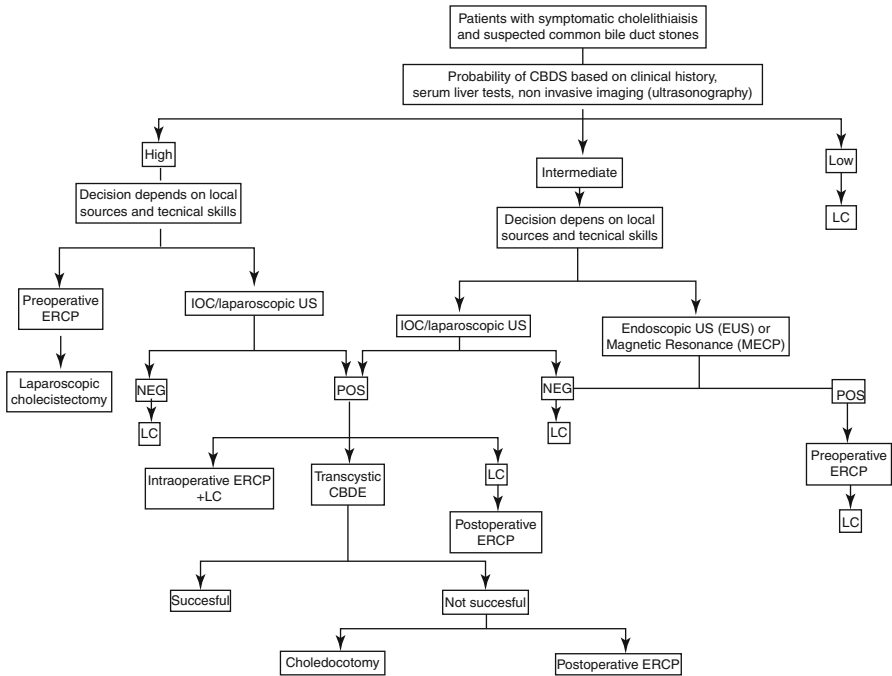 Patients with symptomatic cholelithiaisis
and suspected common bile duct stones
Probability of CBDS based on clinical history,
serum liver tests, non invasive imaging (ultrasonography)
High
Intermediate
Low
Decision depends on local
sources and tecnical skills
Decision depens on local
sources and tecnical skills
LC
Preoperative
ERCP
IOC/laparoscopic US
IOC/laparoscopic US
Endoscopic US (EUS) or
Magnetic Resonance (MECP)
Laparoscopic
cholecistectomy
NEG
POS
NEG
POS
LC
LC
Preoperative
ERCP
Intraoperative ERCP
+LC
Transcystic
CBDE
LC
LC
Postoperative
ERCP
Succesful
Not succesful
Choledocotomy
Postoperative ERCP